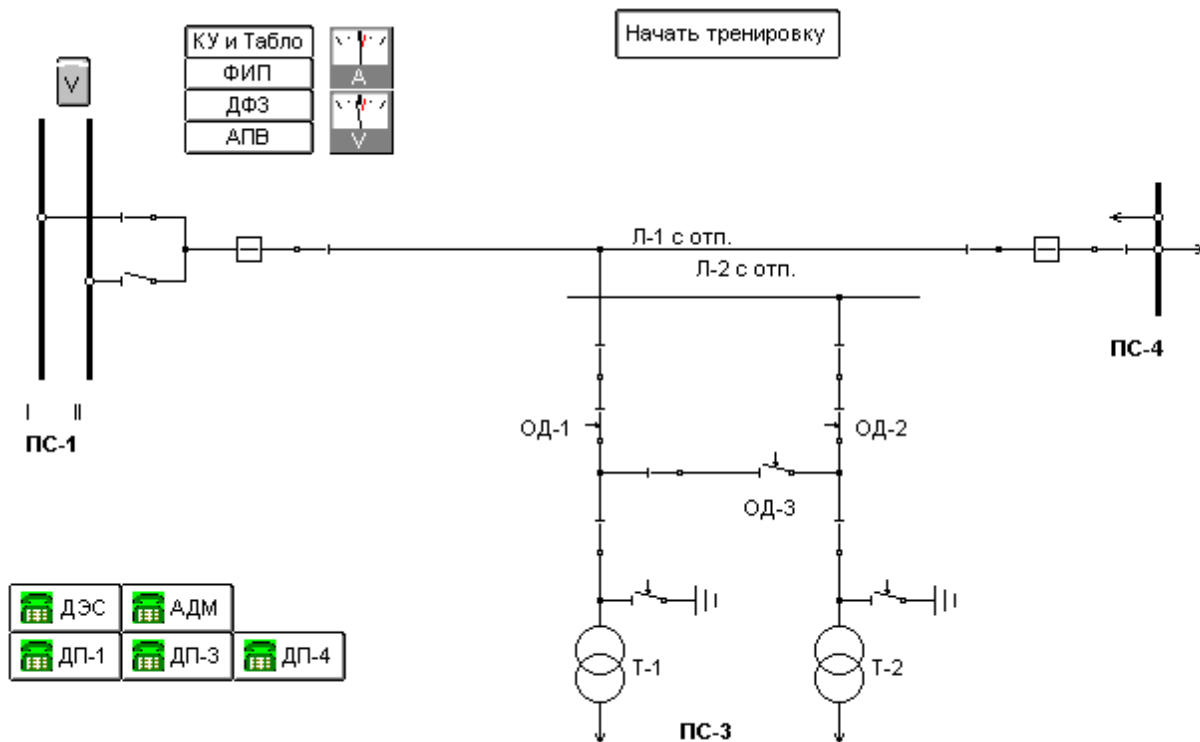 КУ и Табло
ФИП
ДФЗ
АПВ
A
V
Начать тренировку
V
Л-1 с отп.
Л-2 с отп.
ПС-4
I II
ПС-1
ОД-1
ОД-2
ОД-3
ДЭС
АДМ
ДП-1
ДП-3
ДП-4
Т-1
Т-2
ПС-3